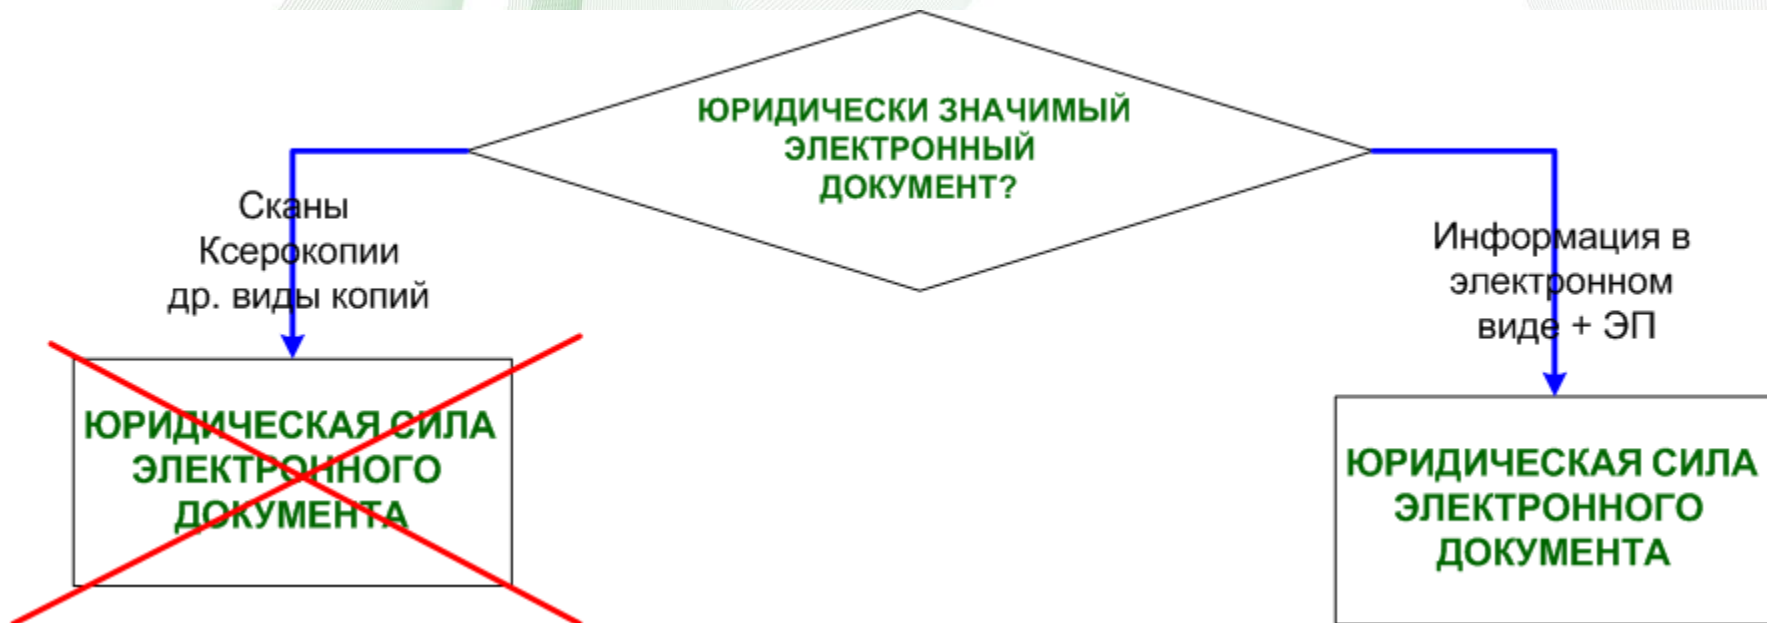 ЮРИДИЧЕСКИ ЗНАЧИМЫЙ
ЭЛЕКТРОННЫЙ
ДОКУМЕНТ?
Сканы
Ксерокопии
др. виды копий
ЮРИДИЧЕСКАЯ СИЛА
ЭЛЕКТРОННОГО
ДОКУМЕНТА
Информация в
электронном
виде + ЭП
ЮРИДИЧЕСКАЯ СИЛА
ЭЛЕКТРОННОГО
ДОКУМЕНТА